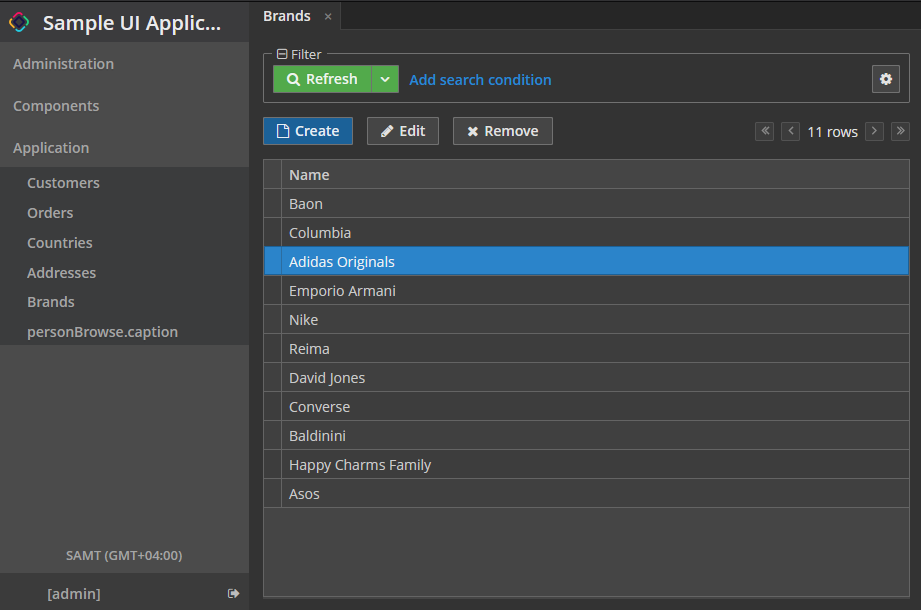 Sample UI Applic...
Administration
Components
Application
Customers
Orders
Countries
Addresses
Brands
personBrowse.caption
SAMT (GMT+04:00)
[admin]
Brands
Filter
Refresh
Add search condition
Create
Edit
Remove
11 rows
Name
Baon
Columbia
Adidas Originals
Emporio Armani
Nike
Reima
David Jones
Converse
Baldinini
Happy Charms Family
Asos